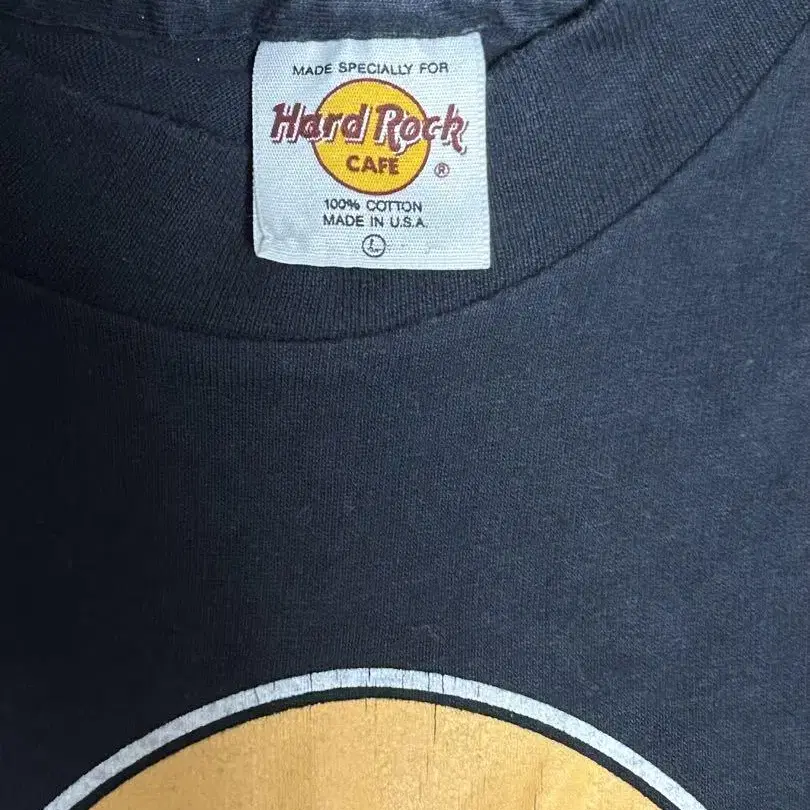 MADE SPECIALLY FOR
Hard Rock
CAFE
®
100% COTTON
MADE IN U.S.A.
L